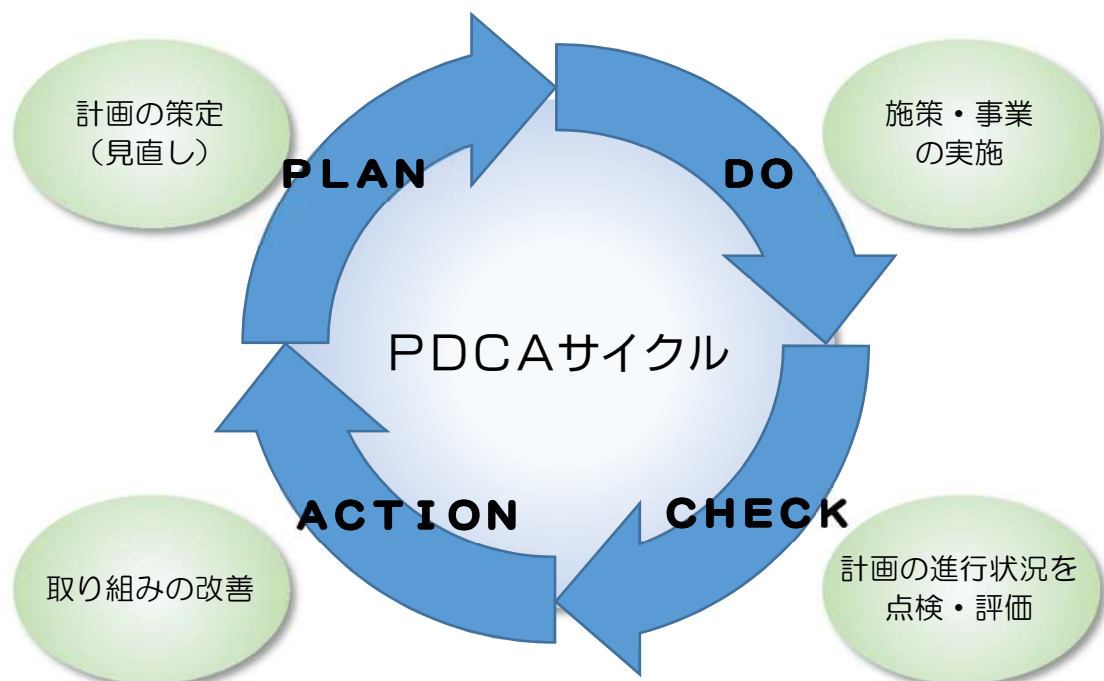 計画の策定
(見直し)
PLAN
DO
施策・事業
の実施
PDCAサイクル
ACTION
CHECK
取り組みの改善
計画の進行状況を
点検・評価